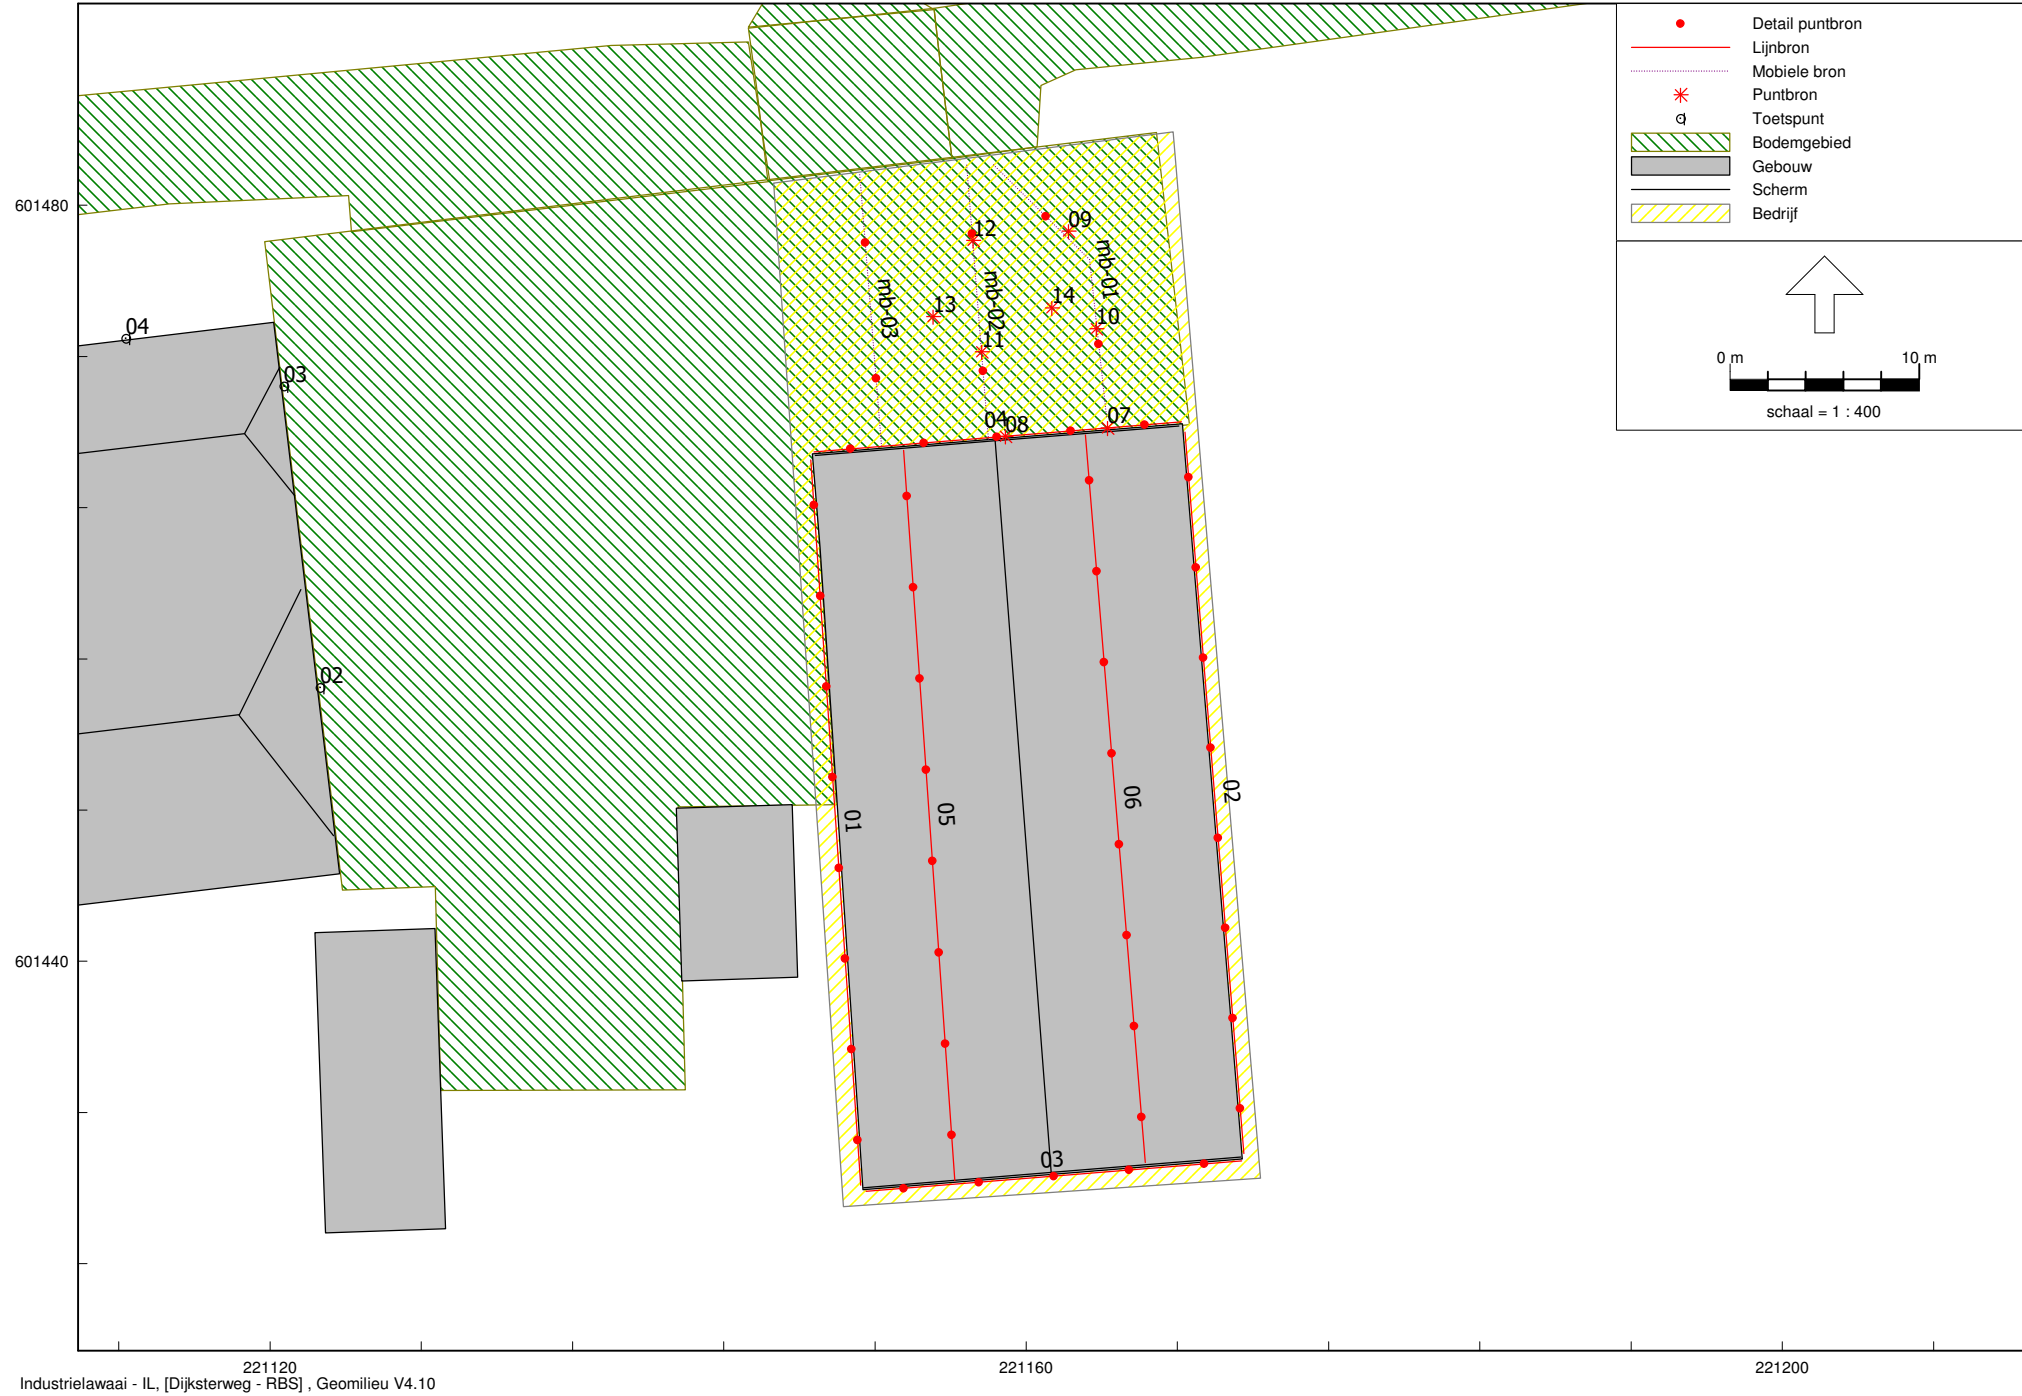 Detail puntbron
Lijnbron
Mobiele bron
Puntbron
Toetspunt
Bodemgebied
Gebouw
Scherm
Bedrijf
0 m 10 m
schaal = 1 : 400
601480
601440
221120 221160 221200
04
03
02
09
12
mb-01
mb-02
mb-03
13
14
10
11
04
08
07
01
05
06
02
03
Industrielawaai - IL, [Dijksterweg - RBS] , Geomilieu V4.10